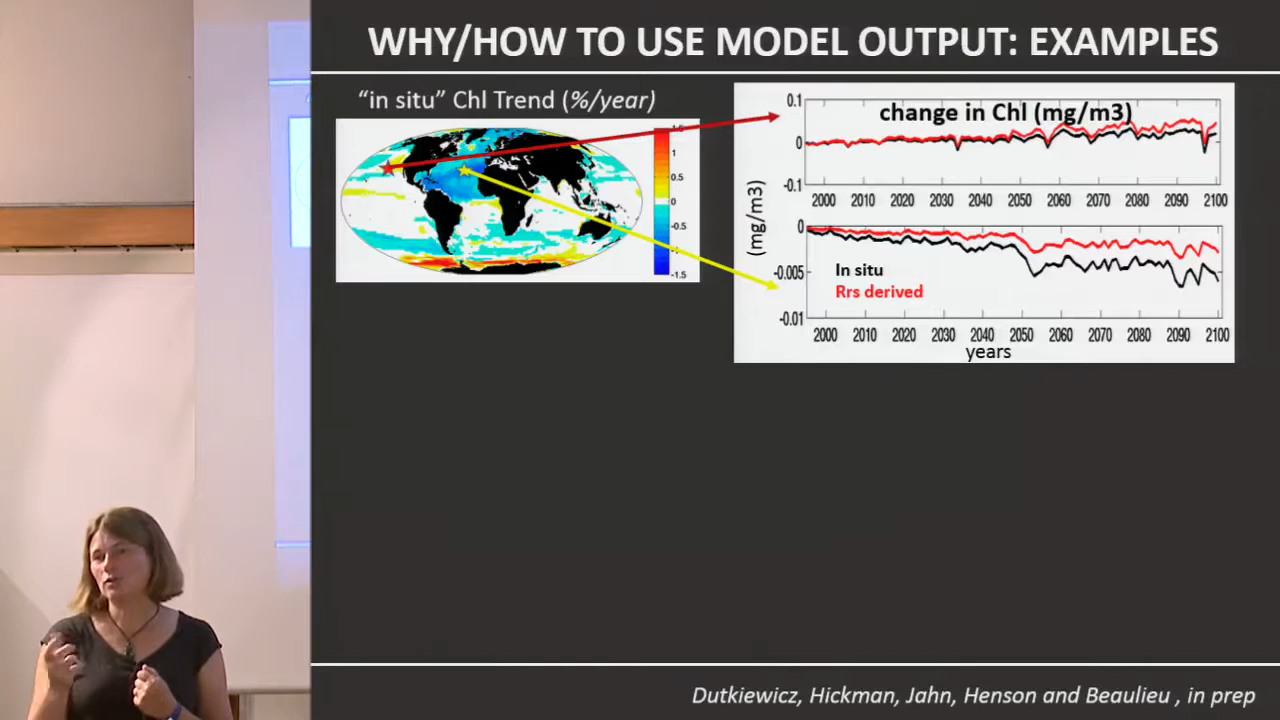 WHY/HOW TO USE MODEL OUTPUT: EXAMPLES
“in situ” Chl Trend (%/year)
1.5
1
0.5
0
-0.5
-1
-1.5
change in Chl (mg/m3)
(mg/m3)
0.1
0
-0.1
2000 2010 2020 2030 2040 2050 2060 2070 2080 2090 2100
0
-0.005
-0.01
In situ
Rrs derived
2000 2010 2020 2030 2040 2050 2060 2070 2080 2090 2100
years
Dutkiewicz, Hickman, Jahn, Henson and Beaulieu , in prep